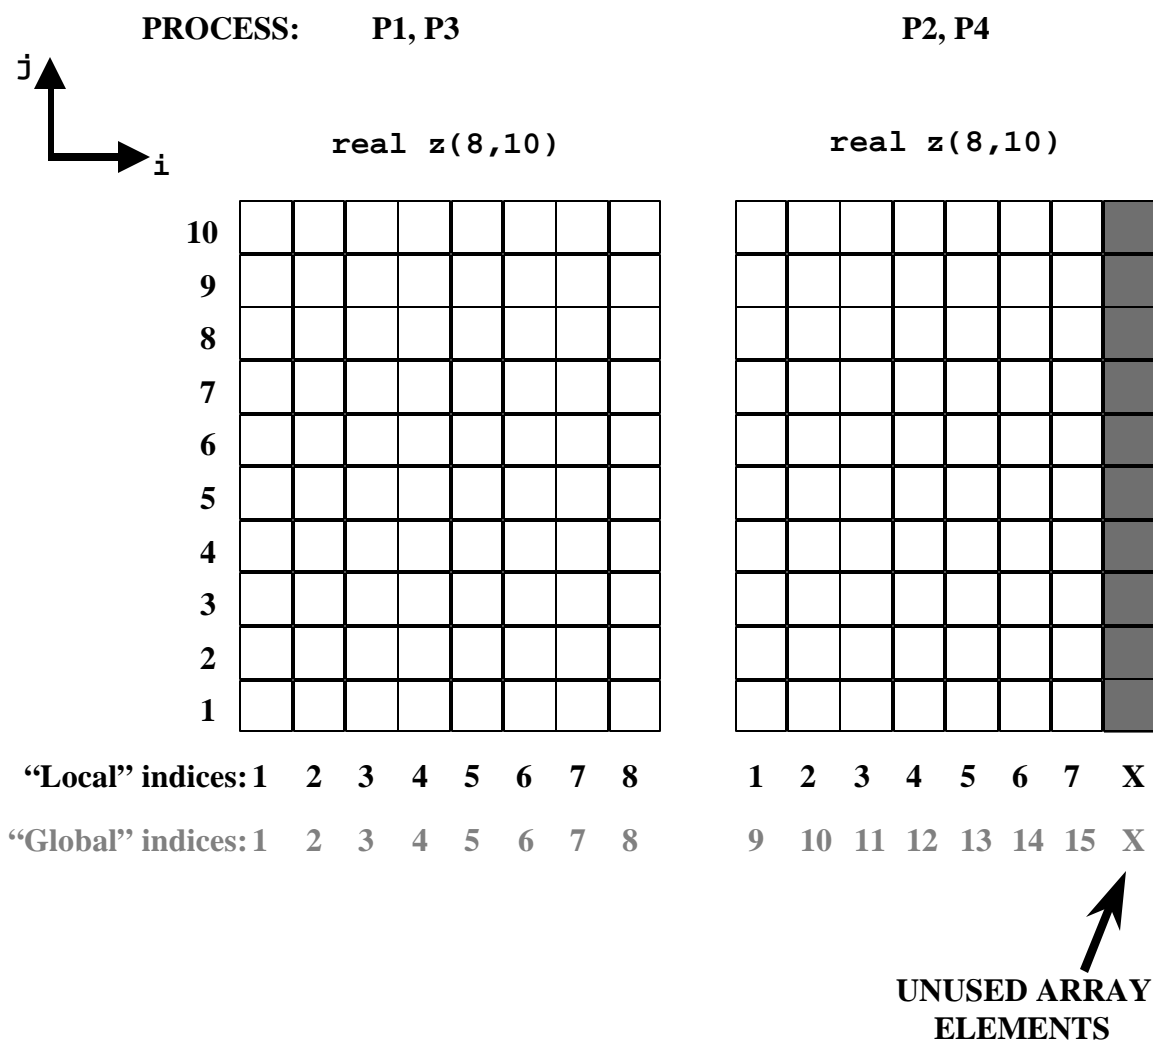 PROCESS: P1, P3 P2, P4
j
i
real z(8,10) real z(8,10)
10
9
8
7
6
5
4
3
2
1
“Local” indices: 1 2 3 4 5 6 7 8 1 2 3 4 5 6 7 X
“Global” indices: 1 2 3 4 5 6 7 8 9 10 11 12 13 14 15 X
UNUSED ARRAY
ELEMENTS